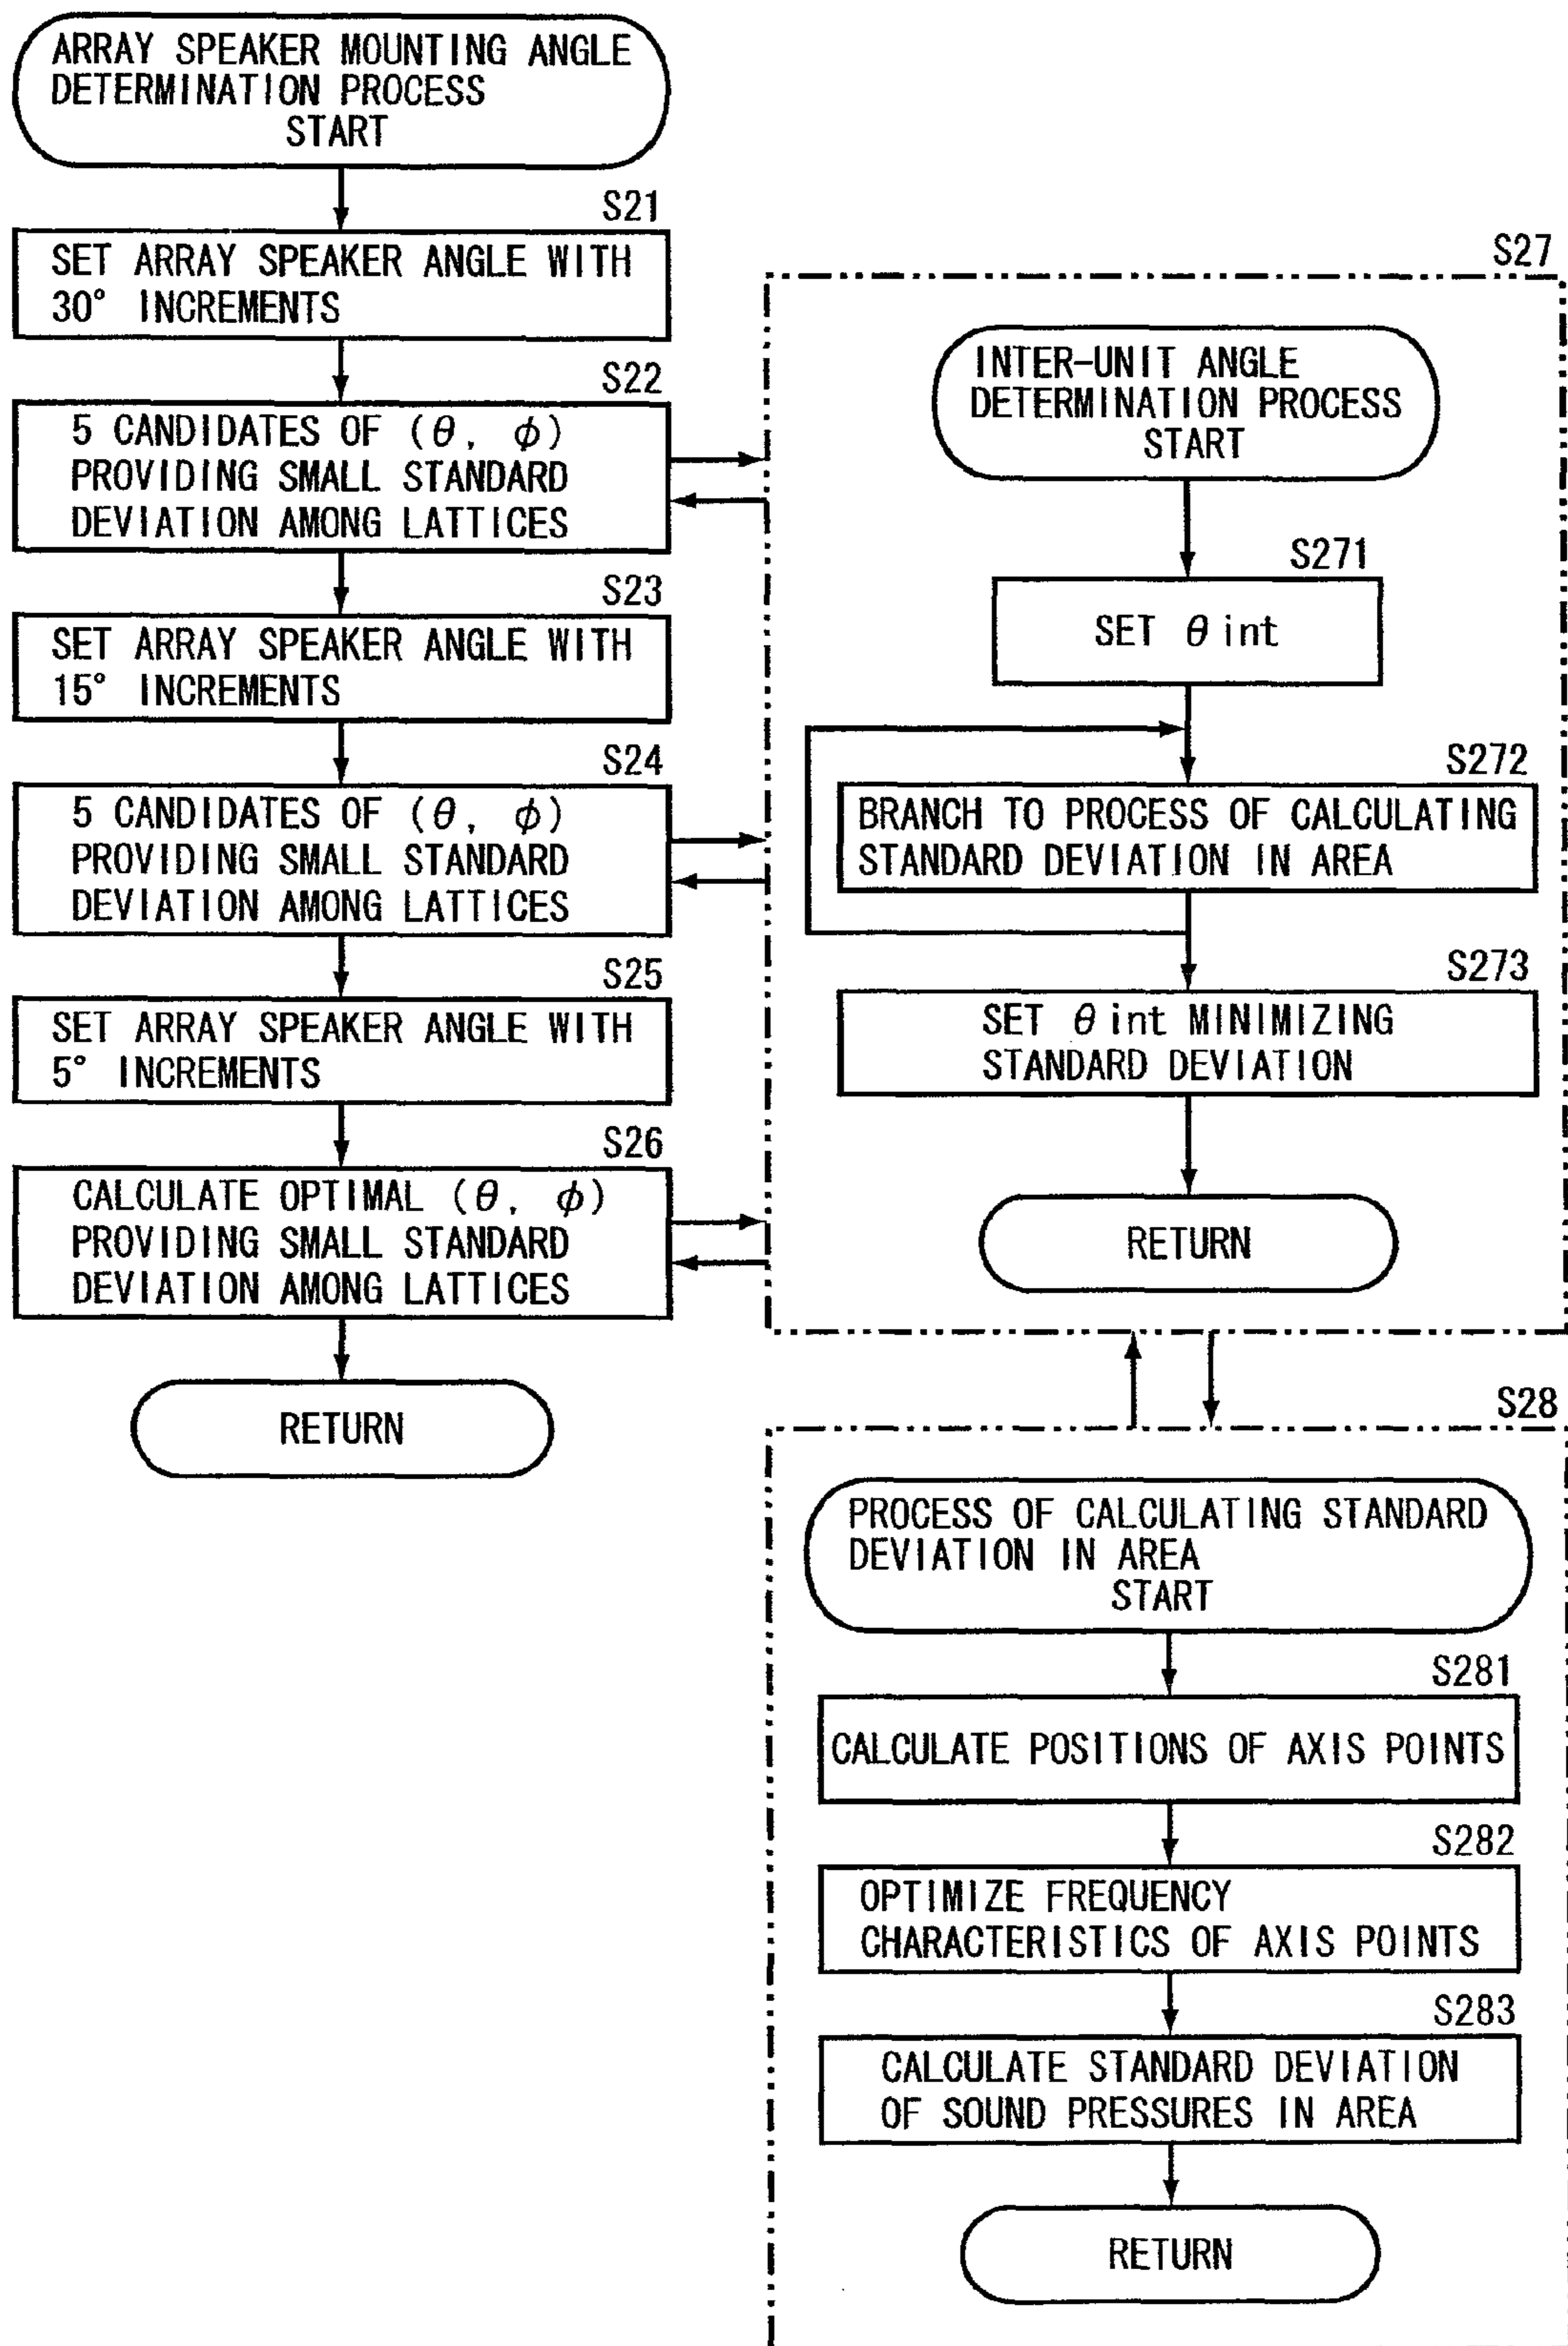 ARRAY SPEAKER MOUNTING ANGLE
DETERMINATION PROCESS
START
S21
SET ARRAY SPEAKER ANGLE WITH
30° INCREMENTS
S22
5 CANDIDATES OF (θ, φ)
PROVIDING SMALL STANDARD
DEVIATION AMONG LATTICES
S23
SET ARRAY SPEAKER ANGLE WITH
15° INCREMENTS
S24
5 CANDIDATES OF (θ, φ)
PROVIDING SMALL STANDARD
DEVIATION AMONG LATTICES
S25
SET ARRAY SPEAKER ANGLE WITH
5° INCREMENTS
S26
CALCULATE OPTIMAL (θ, φ)
PROVIDING SMALL STANDARD
DEVIATION AMONG LATTICES
RETURN
S27
INTER-UNIT ANGLE
DETERMINATION PROCESS
START
S271
SET θ int
S272
BRANCH TO PROCESS OF CALCULATING
STANDARD DEVIATION IN AREA
S273
SET θ int MINIMIZING
STANDARD DEVIATION
RETURN
S28
PROCESS OF CALCULATING STANDARD
DEVIATION IN AREA
START
S281
CALCULATE POSITIONS OF AXIS POINTS
S282
OPTIMIZE FREQUENCY
CHARACTERISTICS OF AXIS POINTS
S283
CALCULATE STANDARD DEVIATION
OF SOUND PRESSURES IN AREA
RETURN